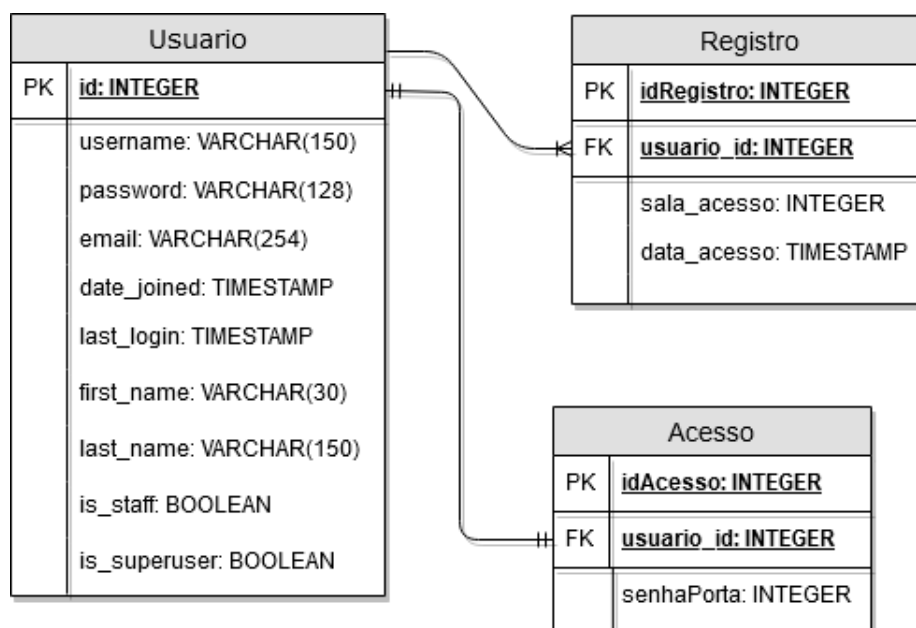 Usuario
PK id: INTEGER
username: VARCHAR(150)
password: VARCHAR(128)
email: VARCHAR(254)
date_joined: TIMESTAMP
last_login: TIMESTAMP
first_name: VARCHAR(30)
last_name: VARCHAR(150)
is_staff: BOOLEAN
is_superuser: BOOLEAN
Registro
PK idRegistro: INTEGER
FK usuario_id: INTEGER
sala_acesso: INTEGER
data_acesso: TIMESTAMP
Acesso
PK idAcesso: INTEGER
FK usuario_id: INTEGER
senhaPorta: INTEGER